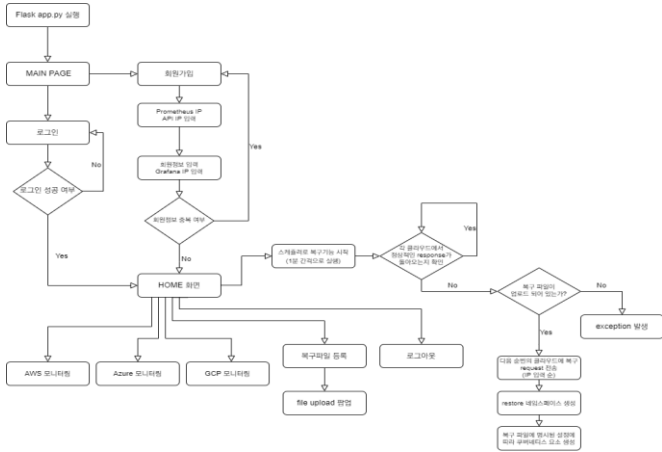 Flask app.py 실행
MAIN PAGE
회원가입
Prometheus IP
API IP 입력
로그인
No
Yes
회원정보 입력
Grafana IP 입력
로그인 성공 여부
회원정보 중복 여부
Yes
No
HOME 화면
스케줄러로 복구기능 시작
(1분 간격으로 실행)
각 클라우드에서
정상적인 response가
돌아오는지 확인
Yes
No
복구 파일이
업로드 되어 있는가?
No
Yes
exception 발생
AWS 모니터링
Azure 모니터링
GCP 모니터링
복구파일 등록
로그아웃
file upload 팝업
다음 순번의 클라우드에 복구
request 전송
(IP 입력 순)
restore 네임스페이스 생성
복구 파일에 명시된 설정에
따라 쿠버네티스 요소 생성